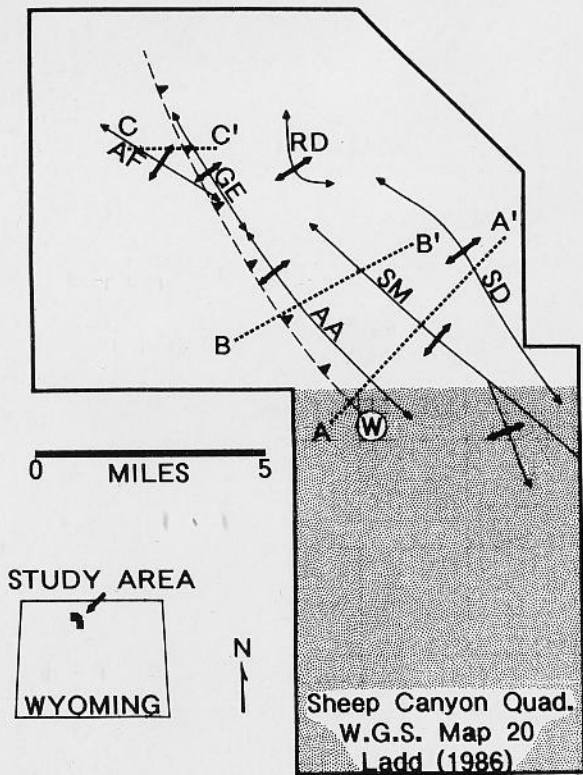 C
C'
AF
GE
RD
A'
B'
SM
SD
B
AA
A
W
0
5
MILES
STUDY AREA
N
WYOMING
Sheep Canyon Quad.
W.G.S. Map 20
Ladd (1986)